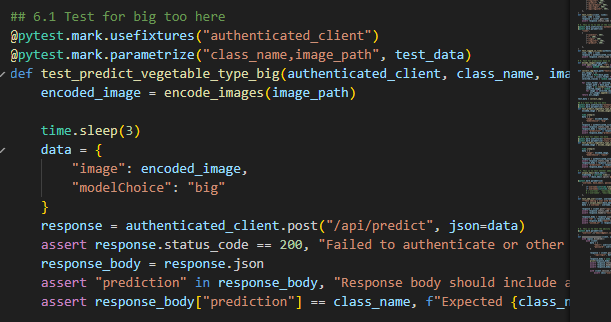 ## 6.1 Test for big too here
@pytest.mark.usefixtures("authenticated_client")
@pytest.mark.parametrize("class_name,image_path", test_data)
def test_predict_vegetable_type_big(authenticated_client, class_name, ima
encoded_image = encode_images(image_path)
time.sleep(3)
data = {
"image": encoded_image,
"modelChoice": "big"
}
response = authenticated_client.post("/api/predict", json=data)
assert response.status_code == 200, "Failed to authenticate or other
response_body = response.json
assert "prediction" in response_body, "Response body should include a
assert response_body["prediction"] == class_name, f"Expected {class_n